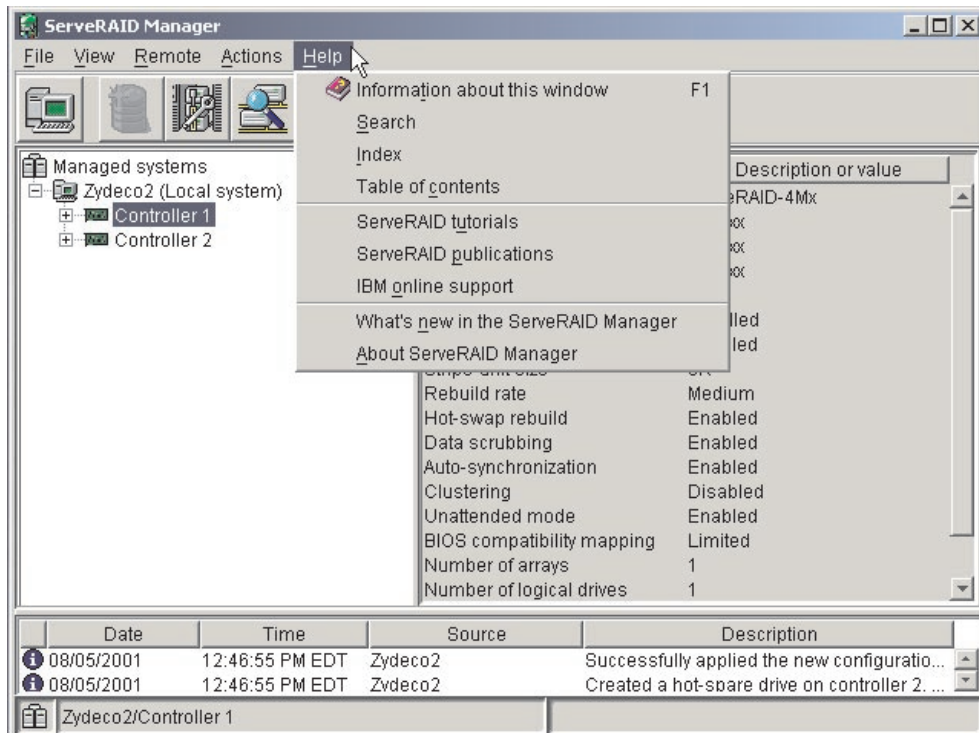 ServeRAID Manager
File View Remote Actions Help
Information about this window F1
Search
Index
Table of contents
ServeRAID tutorials
ServeRAID publications
IBM online support
What's new in the ServeRAID Manager
About ServeRAID Manager
Managed systems
Zydeco2 (Local system)
Controller 1
Controller 2
Description or value
eRAID-4Mx
Rebuild rate Medium
Hot-swap rebuild Enabled
Data scrubbing Enabled
Auto-synchronization Enabled
Clustering Disabled
Unattended mode Enabled
BIOS compatibility mapping Limited
Number of arrays 1
Number of logical drives 1
Date Time Source Description
08/05/2001 12:46:55 PM EDT Zydeco2 Successfully applied the new configuratio...
08/05/2001 12:46:55 PM EDT Zydeco2 Created a hot-spare drive on controller 2. ...
Zydeco2/Controller 1